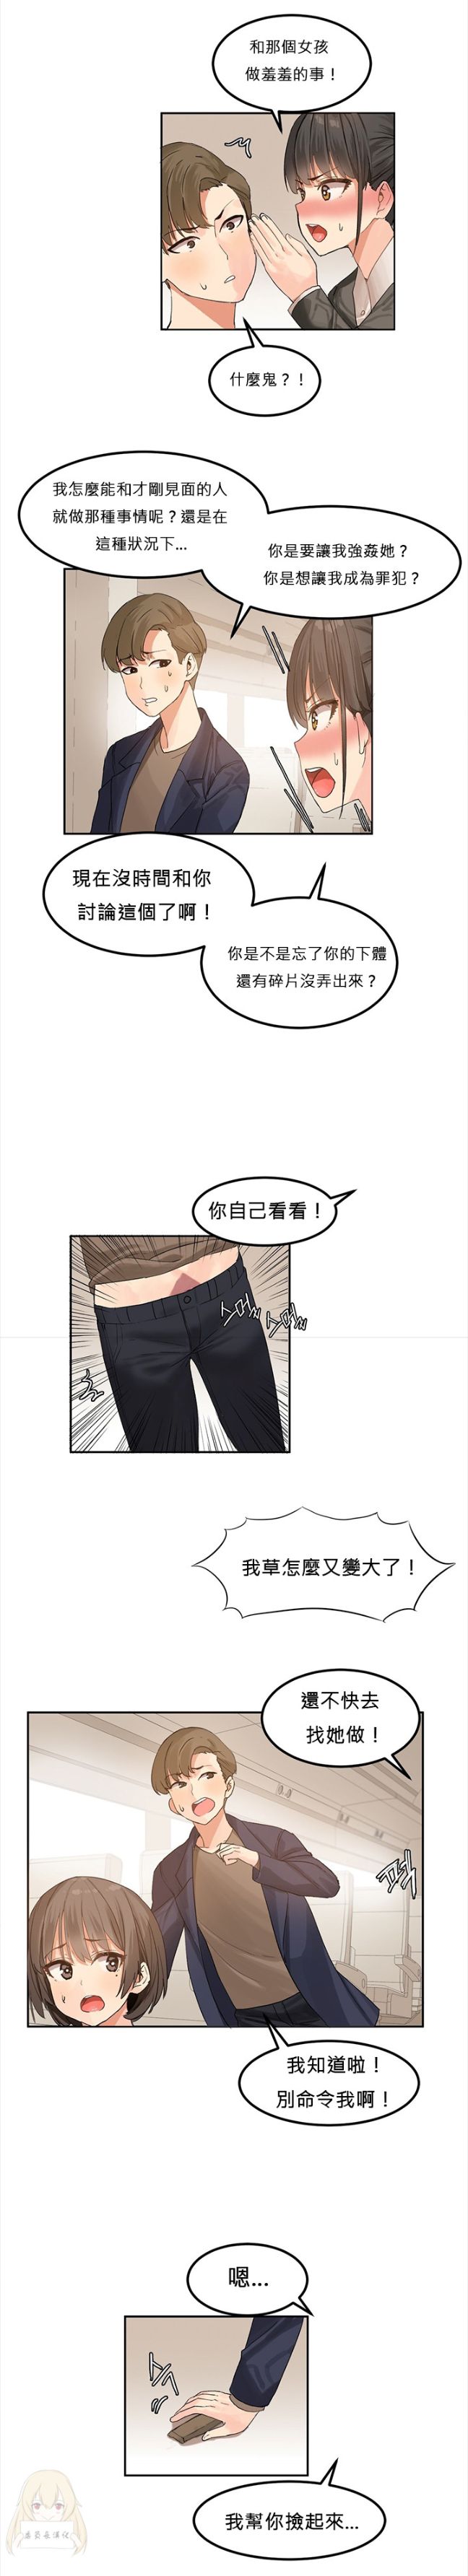 和那個女孩
做羞羞的事！
什麼鬼？！
我怎麼能和才剛見面的人
就做那種事情呢？還是在
這種狀況下...
你是要讓我強姦她？
你是想讓我成為罪犯？
現在沒時間和你
討論這個了啊！
你是不是忘了你的下體
還有碎片沒弄出來？
你自己看看！
스멀
스멀
我草怎麼又變大了！
還不快去
找她做！
我知道啦！
別命令我啊！
嗯...
我幫你撿起來...